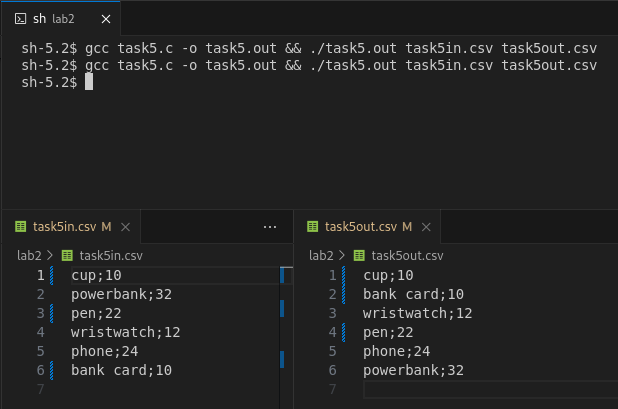 sh lab2
sh-5.2$ gcc task5.c -o task5.out && ./task5.out task5in.csv task5out.csv
sh-5.2$ gcc task5.c -o task5.out && ./task5.out task5in.csv task5out.csv
sh-5.2$
task5in.csv M
lab2 > task5in.csv
1 cup;10
2 powerbank;32
3 pen;22
4 wristwatch;12
5 phone;24
6 bank card;10
7
task5out.csv M
lab2 > task5out.csv
1 cup;10
2 bank card;10
3 wristwatch;12
4 pen;22
5 phone;24
6 powerbank;32
7